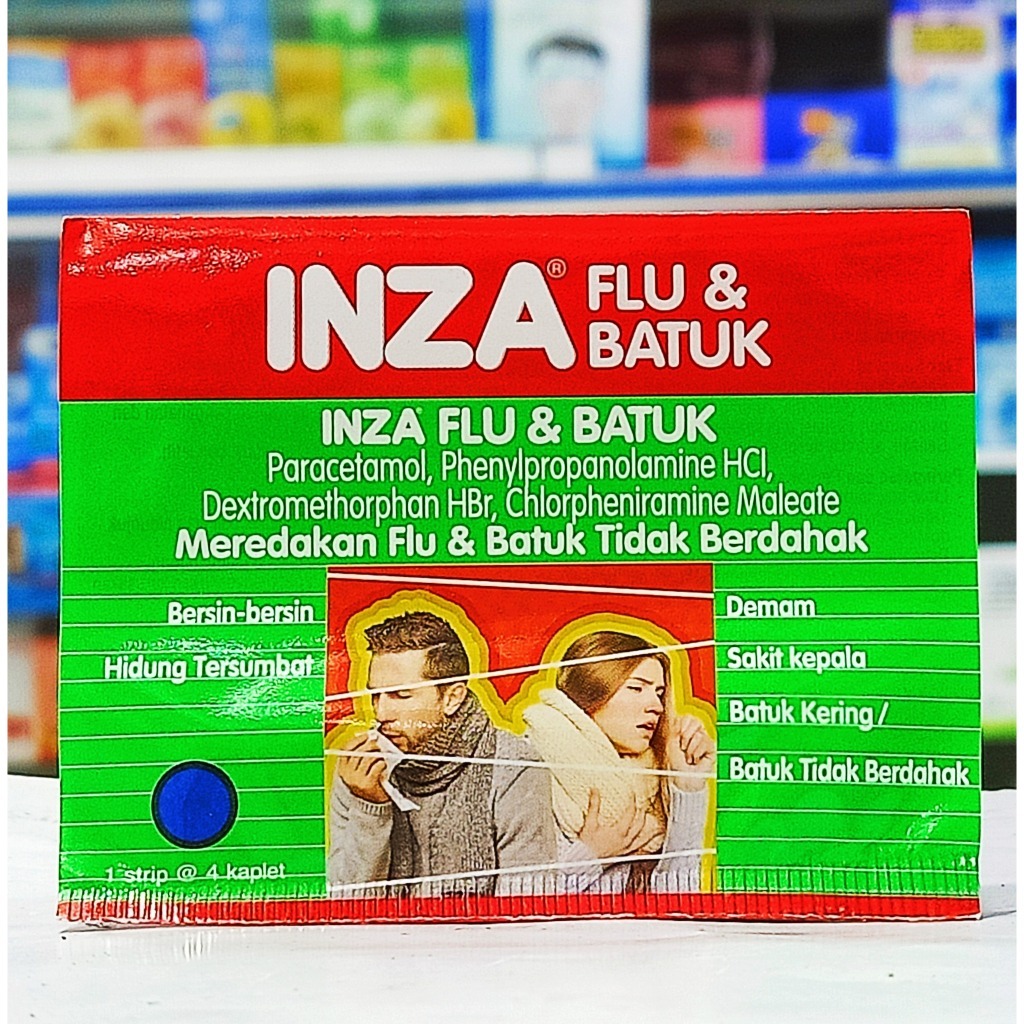 INZA® FLU &
BATUK
INZA® FLU & BATUK
Paracetamol, Phenylpropanolamine HCl,
Dextromethorphan HBr, Chlorpheniramine Maleate
Meredakan Flu & Batuk Tidak Berdahak
Bersin-bersin
Hidung Tersumbat
Demam
Sakit kepala
Batuk Kering /
Batuk Tidak Berdahak
1 strip @ 4 kaplet